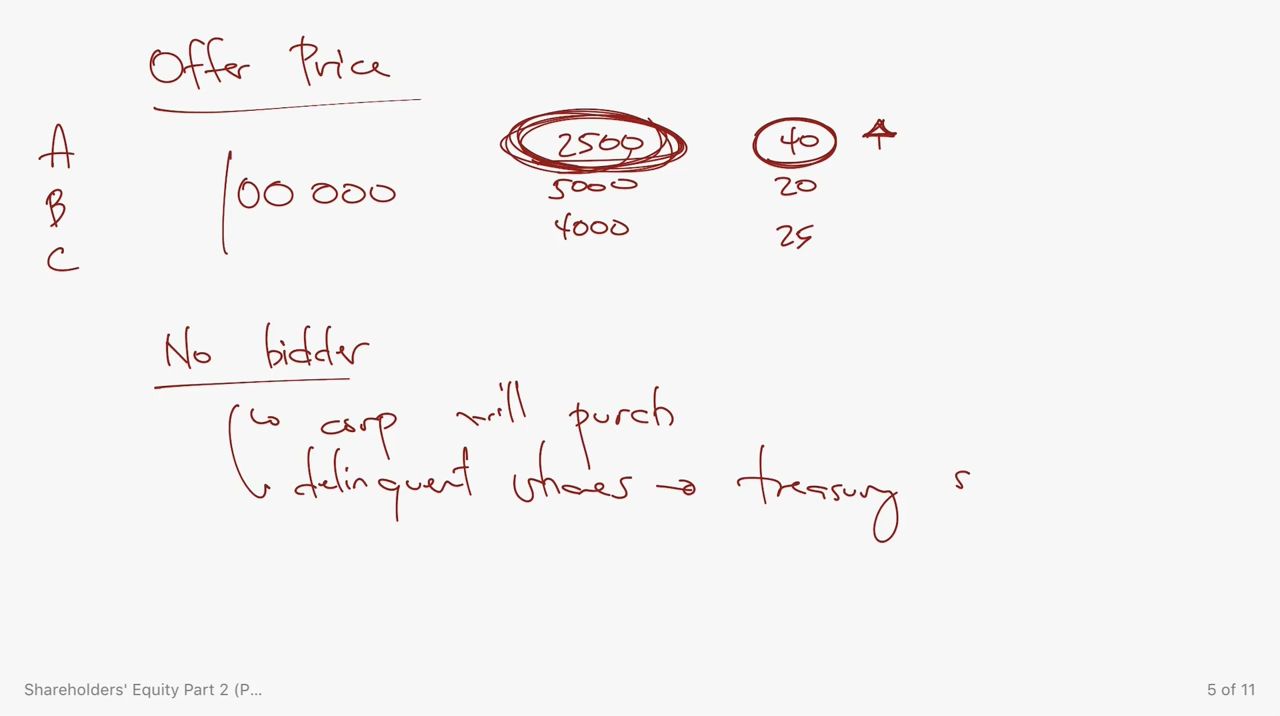 Offer Price
A 2500 40
B 100 000 5000 20
C 4000 25
No bidder
↳ corp will purch
↳ delinquent shares → treasury s
Shareholders' Equity Part 2 (P... 5 of 11